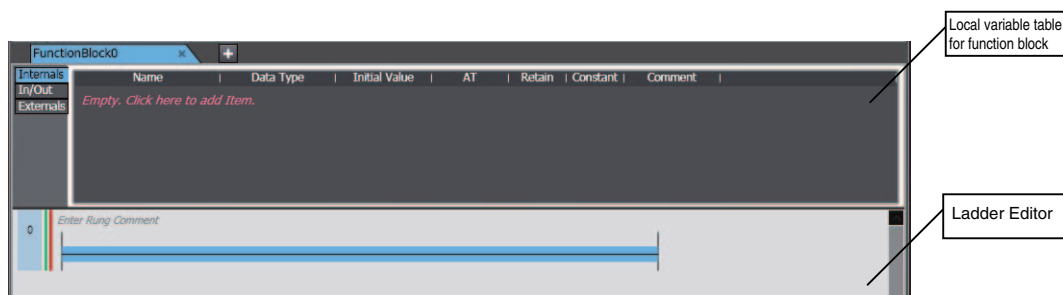 Local variable table
for function block
FunctionBlock0 × +
Internals
In/Out
Externals
Name | Data Type | Initial Value | AT | Retain | Constant | Comment |
Empty. Click here to add Item.
0
Enter Rung Comment
Ladder Editor